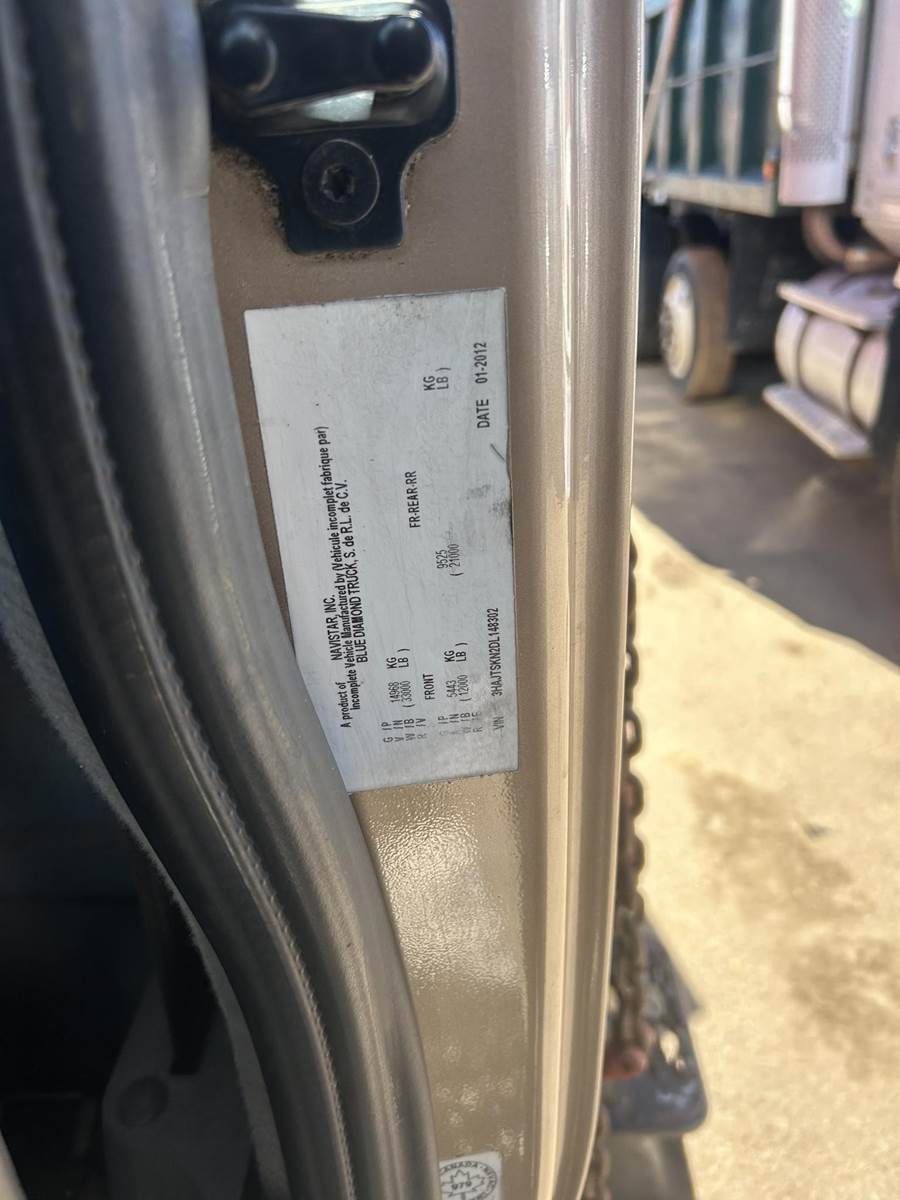 A product of NAVISTAR, INC.
Incomplete Vehicle Manufactured by (Vehicule incomplet fabrique par)
BLUE DIAMOND TRUCK, S. de R.L. de C.V.
G /P
V /N 14968 KG
W /B ( 33000 LB )
R /V
FRONT FR-REAR-RR
G /P
A /N 5443 KG 9525 KG
W /B ( 12000 LB ) ( 21000 LB )
R /E
VIN 3HAJTSKN2DL148302 DATE 01-2012
CANADA
979